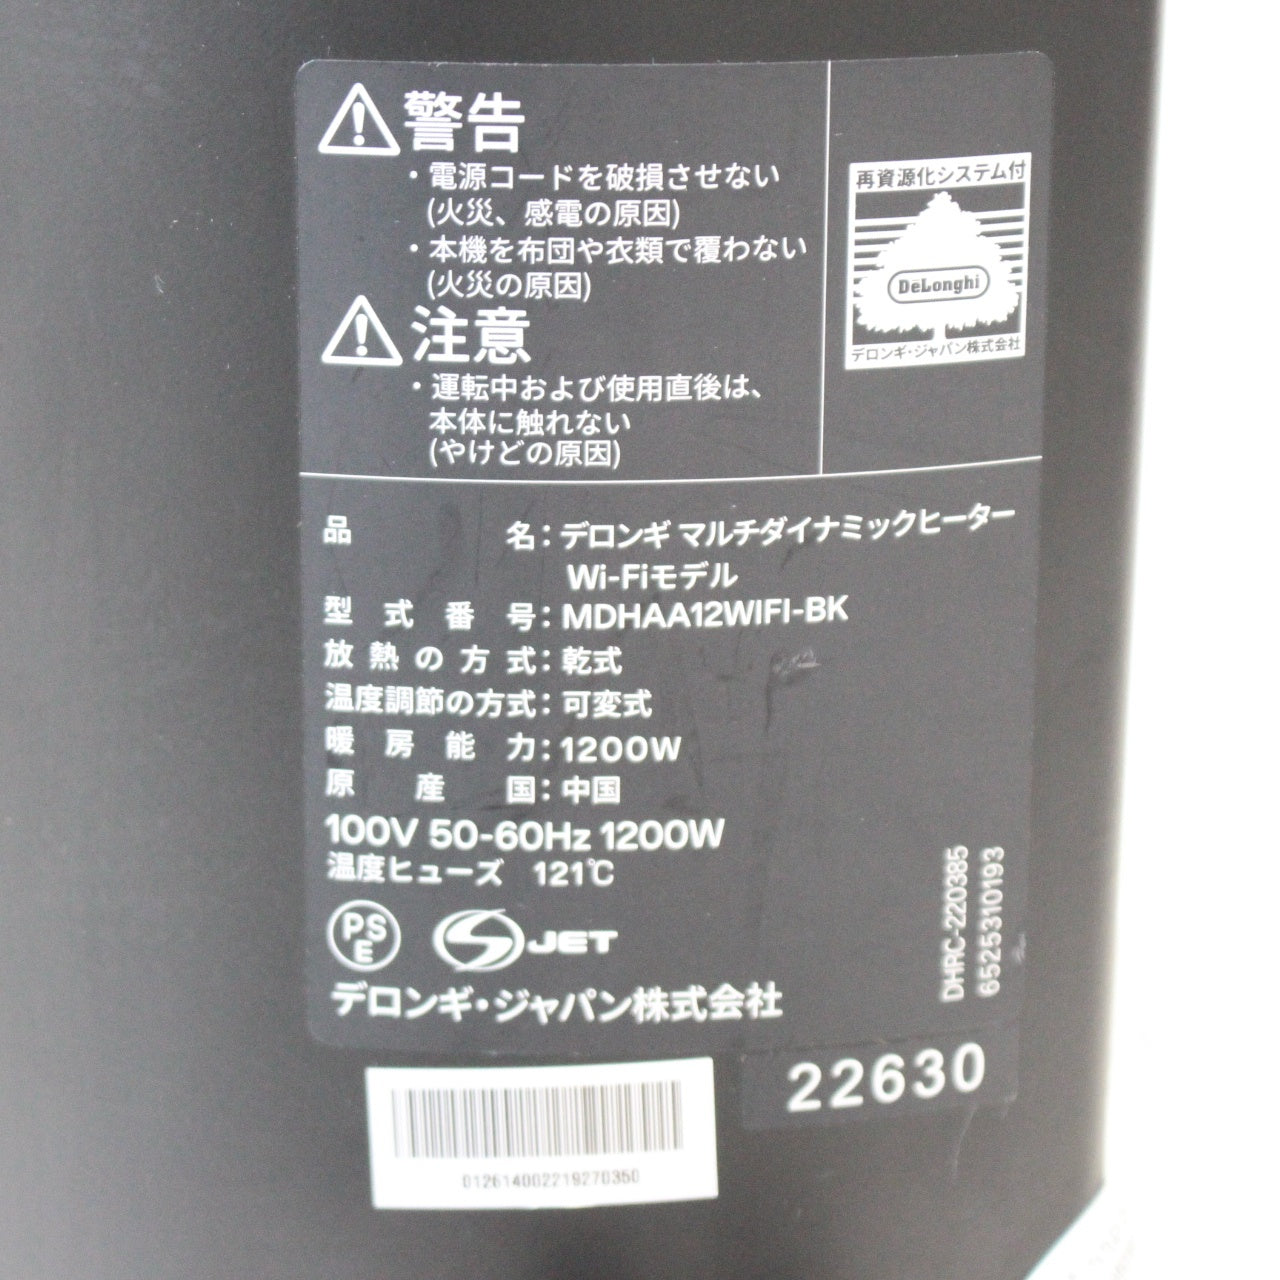 警告
・電源コードを破損させない
(火災、感電の原因)
・本機を布団や衣類で覆わない
(火災の原因)
注意
・運転中および使用直後は、
本体に触れない
(やけどの原因)
再資源化システム付
DeLonghi
デロンギ・ジャパン株式会社
品名：デロンギ マルチダイナミックヒーター
Wi-Fiモデル
型式番号：MDHAA12WIFI-BK
放熱の方式：乾式
温度調節の方式：可変式
暖房能力：1200W
原産国：中国
100V 50-60Hz 1200W
温度ヒューズ 121℃
PSE
JET
デロンギ・ジャパン株式会社
DHRC-220385
6525310193
22630
012614002219270350